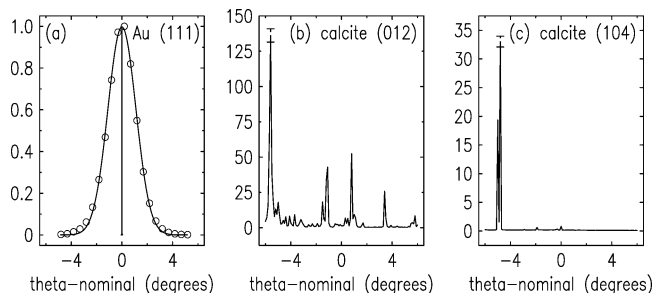 (a) Au (111)
1.0
0.8
0.6
0.4
0.2
0
−4 0 4
theta−nominal (degrees)
(b) calcite (012)
150
125
100
75
50
25
0
−4 0 4
theta−nominal (degrees)
(c) calcite (104)
40
35
30
25
20
15
10
5
0
−4 0 4
theta−nominal (degrees)